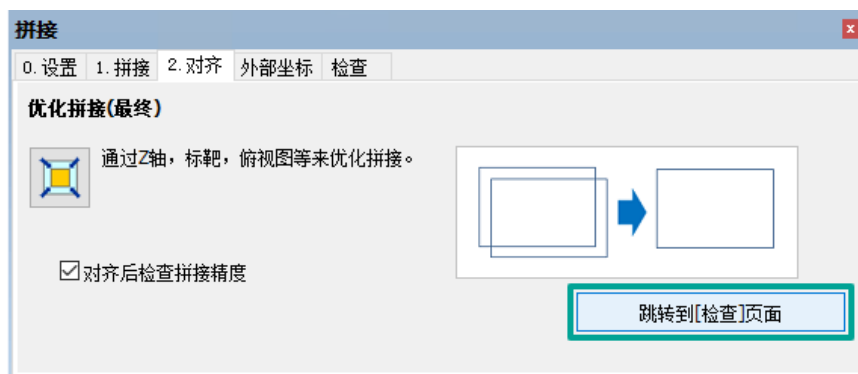 拼接
0.设置 1.拼接 2.对齐 外部坐标 检查
优化拼接(最终)
通过Z轴，标靶，俯视图等来优化拼接。
对齐后检查拼接精度
跳转到[检查]页面